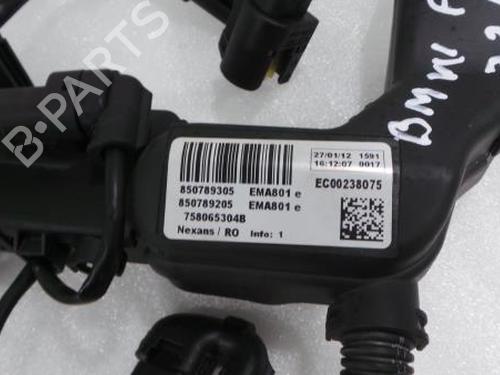 B-PARTS
BMW
27/01/12 1591
16:12:07 0017
850789305 EMA801 e
850789205 EMA801 e
758065304B
EC00238075
Nexans / RO Info: 1